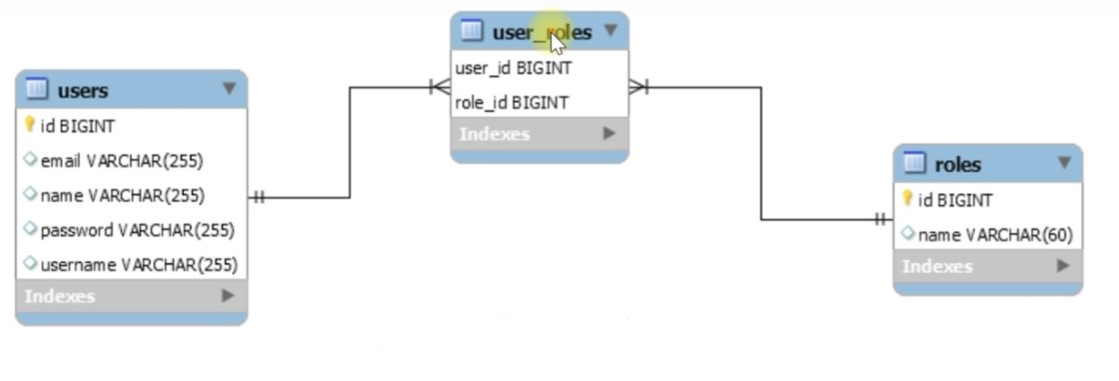 users
id BIGINT
email VARCHAR(255)
name VARCHAR(255)
password VARCHAR(255)
username VARCHAR(255)
Indexes
user_roles
user_id BIGINT
role_id BIGINT
Indexes
roles
id BIGINT
name VARCHAR(60)
Indexes